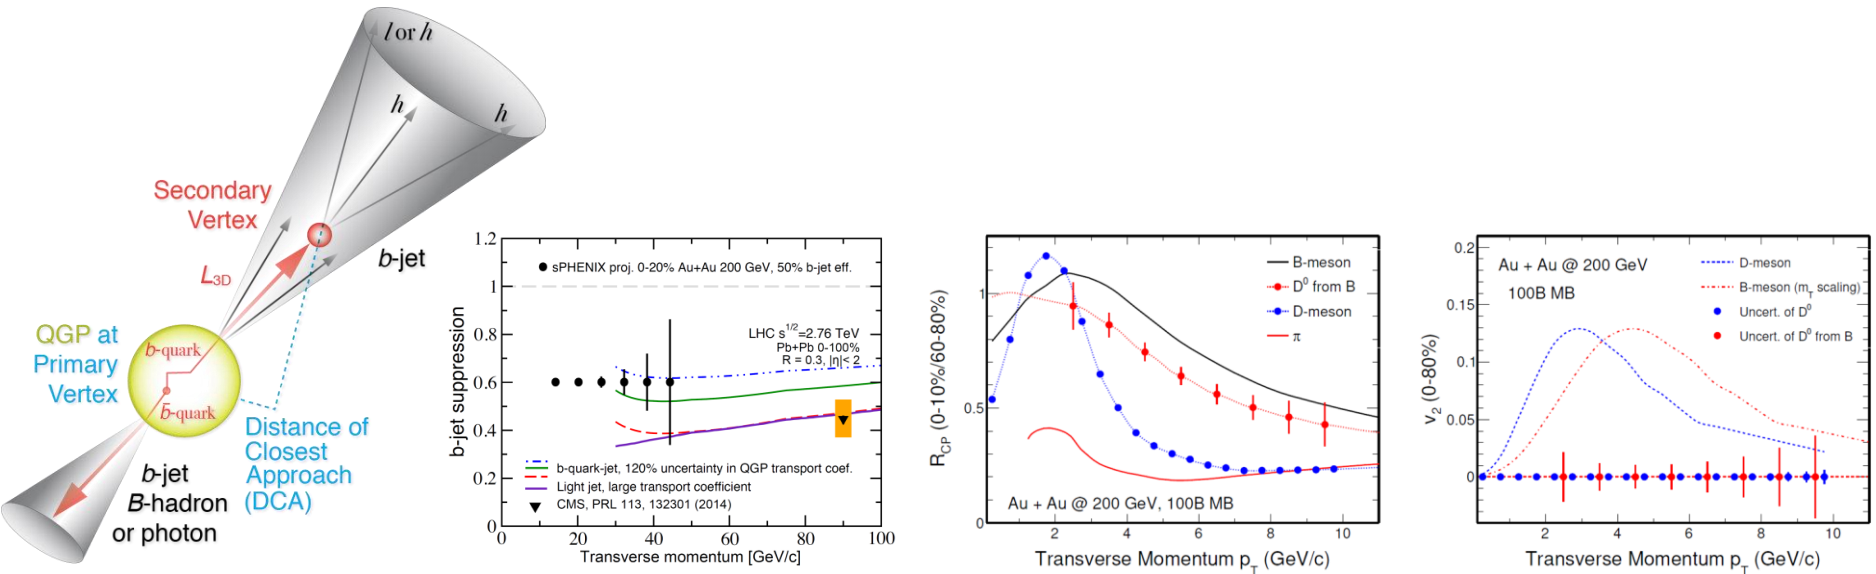 l or h
h
h
Secondary
Vertex
L3D
b-jet
QGP at
Primary
Vertex
b-quark
b̄-quark
Distance of
Closest
Approach
(DCA)
b-jet
B-hadron
or photon
b-jet suppression
1.2
1
0.8
0.6
0.4
0.2
0
sPHENIX proj. 0-20% Au+Au 200 GeV, 50% b-jet eff.
LHC s^1/2=2.76 TeV
Pb+Pb 0-100%
R = 0.3, |η|< 2
b-quark-jet, 120% uncertainty in QGP transport coef.
Light jet, large transport coefficient
CMS, PRL 113, 132301 (2014)
0 20 40 60 80 100
Transverse momentum [GeV/c]
R_CP (0-10%/60-80%)
1
0.5
0
B-meson
D⁰ from B
D-meson
π
Au + Au @ 200 GeV, 100B MB
2 4 6 8 10
Transverse Momentum p_T (GeV/c)
v₂ (0-80%)
0.2
0.15
0.1
0.05
0
Au + Au @ 200 GeV
100B MB
D-meson
B-meson (m_T scaling)
Uncert. of D⁰
Uncert. of D⁰ from B
2 4 6 8 10
Transverse Momentum p_T (GeV/c)